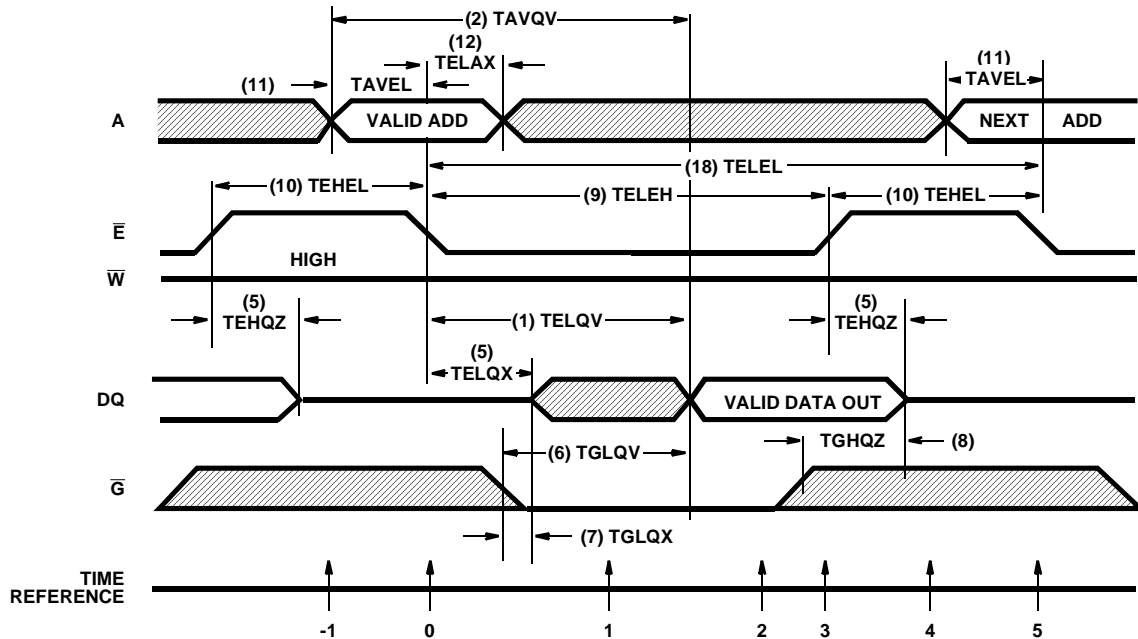 (2) TAVQV
(12)
TELAX
(11) TAVEL
(11)
TAVEL
A
VALID ADD
NEXT ADD
(18) TELEL
(10) TEHEL
(9) TELEH
(10) TEHEL
E
HIGH
W
(5)
TEHQZ
(1) TELQV
(5)
TEHQZ
(5)
TELQX
DQ
VALID DATA OUT
TGHQZ (8)
(6) TGLQV
G
(7) TGLQX
TIME
REFERENCE
-1 0 1 2 3 4 5